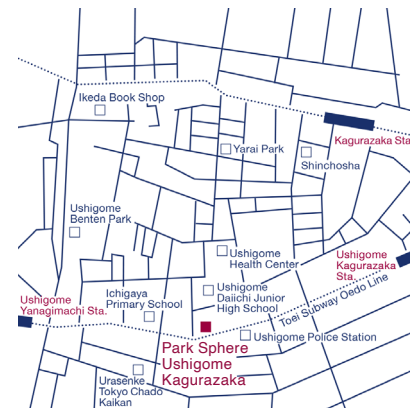 Ikeda Book Shop
Kagurazaka Sta.
Yarai Park
Shinchosha
Ushigome
Benten Park
Ushigome
Health Center
Ushigome
Kagurazaka
Sta.
Ushigome
Daiichi Junior
High School
Ichigaya
Primary School
Ushigome
Yanagimachi Sta.
Toei Subway Oedo Line
Ushigome Police Station
Park Sphere
Ushigome
Kagurazaka
Urasenke
Tokyo Chado
Kaikan